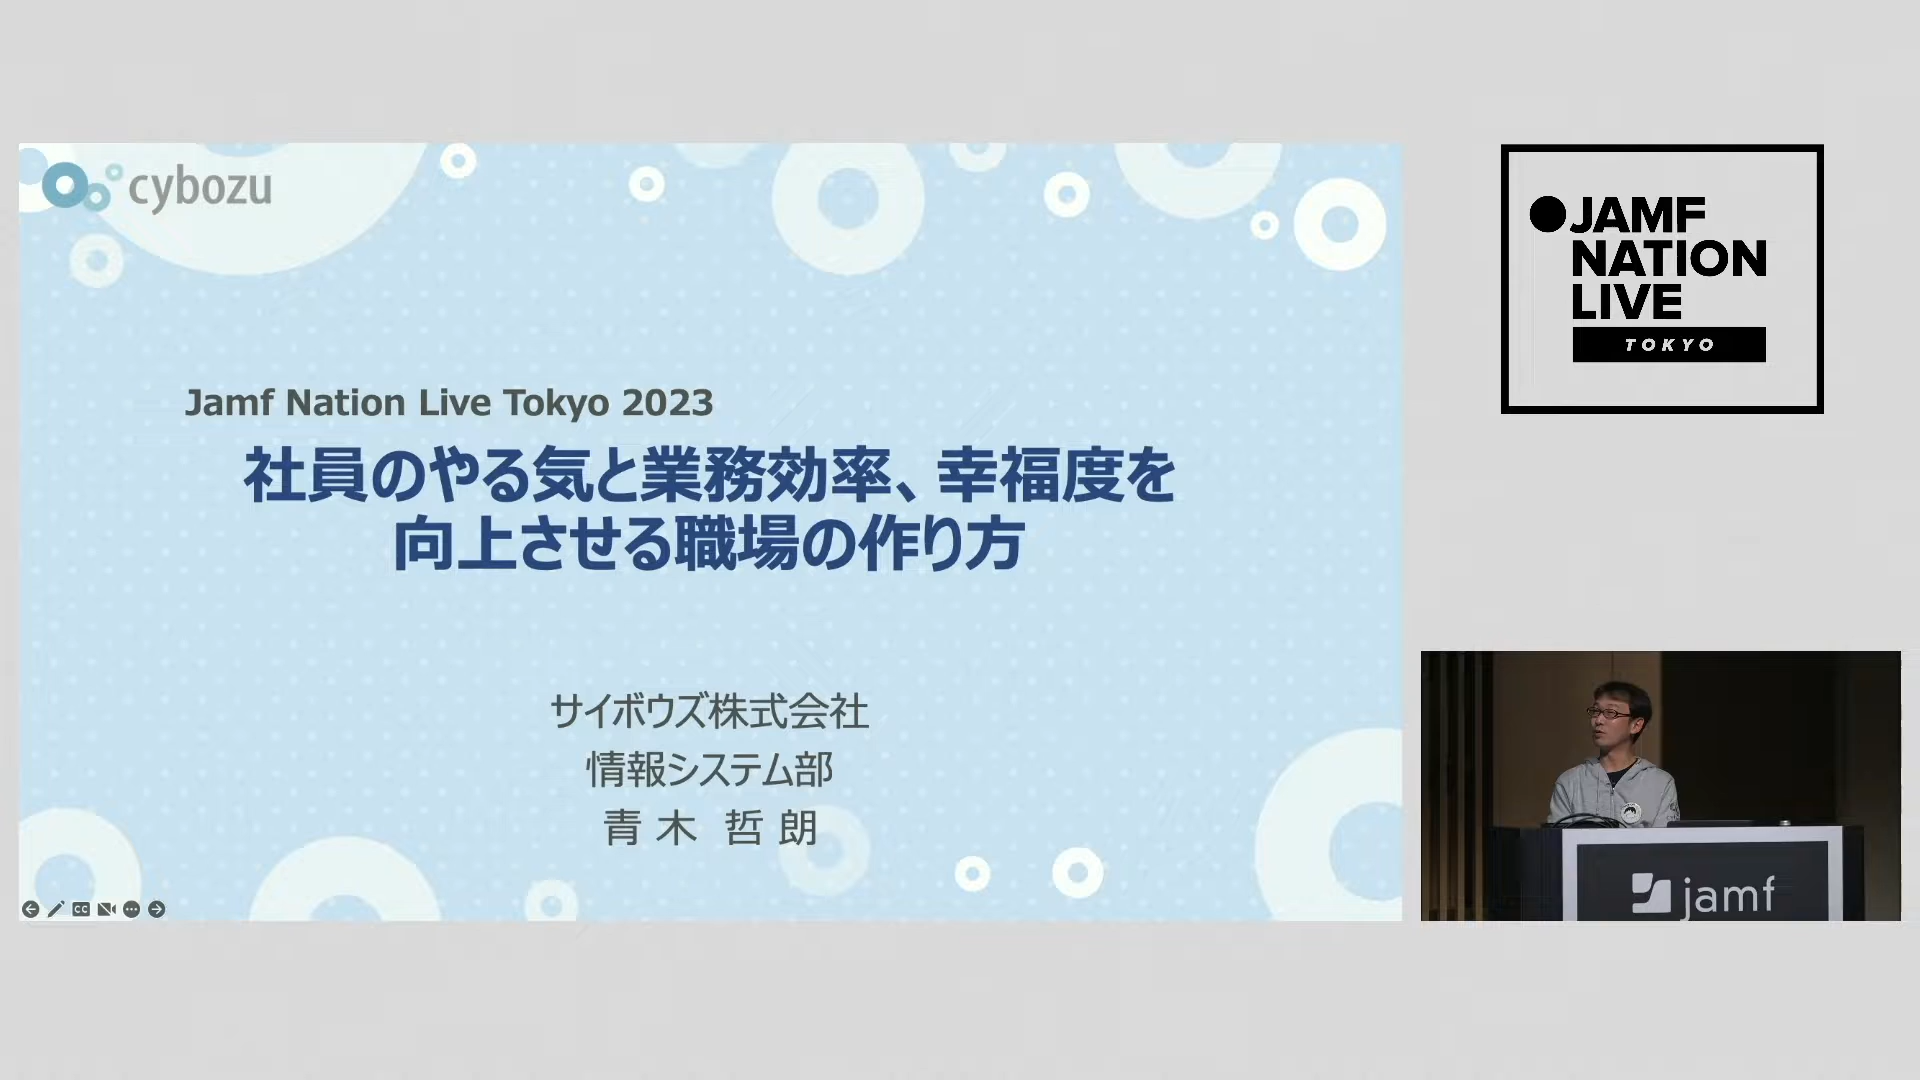 cybozu
Jamf Nation Live Tokyo 2023
社員のやる気と業務効率、幸福度を
向上させる職場の作り方
サイボウズ株式会社
情報システム部
青木 哲朗
CC
JAMF
NATION
LIVE
TOKYO
jamf